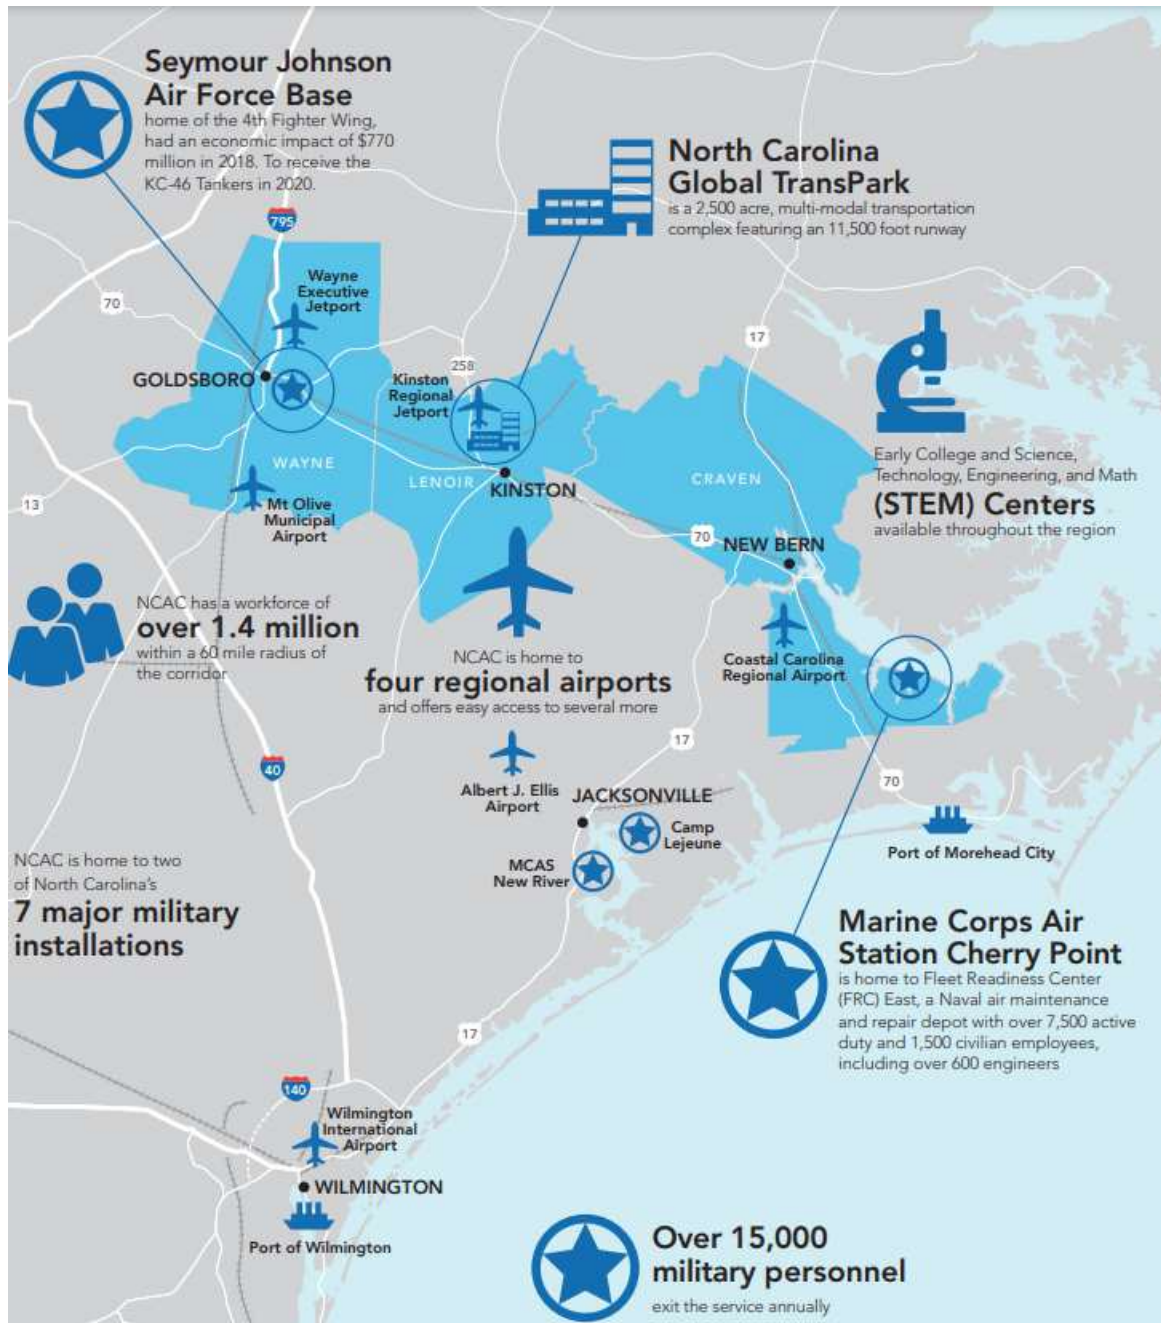 Seymour Johnson
Air Force Base
home of the 4th Fighter Wing,
had an economic impact of $770
million in 2018. To receive the
KC-46 Tankers in 2020.
North Carolina
Global TransPark
is a 2,500 acre, multi-modal transportation
complex featuring an 11,500 foot runway
795
Wayne
Executive
Jetport
70
17
258
GOLDSBORO
Kinston
Regional
Jetport
Early College and Science,
Technology, Engineering, and Math
(STEM) Centers
available throughout the region
WAYNE
LENOIR
KINSTON
CRAVEN
13
Mt Olive
Municipal
Airport
70
NEW BERN
NCAC has a workforce of
over 1.4 million
within a 60 mile radius of
the corridor
NCAC is home to
four regional airports
and offers easy access to several more
Coastal Carolina
Regional Airport
17
40
70
Albert J. Ellis
Airport
JACKSONVILLE
Camp
Lejeune
MCAS
New River
Port of Morehead City
NCAC is home to two
of North Carolina's
7 major military
installations
Marine Corps Air
Station Cherry Point
is home to Fleet Readiness Center
(FRC) East, a Naval air maintenance
and repair depot with over 7,500 active
duty and 1,500 civilian employees,
including over 600 engineers
17
140
Wilmington
International
Airport
WILMINGTON
Port of Wilmington
Over 15,000
military personnel
exit the service annually